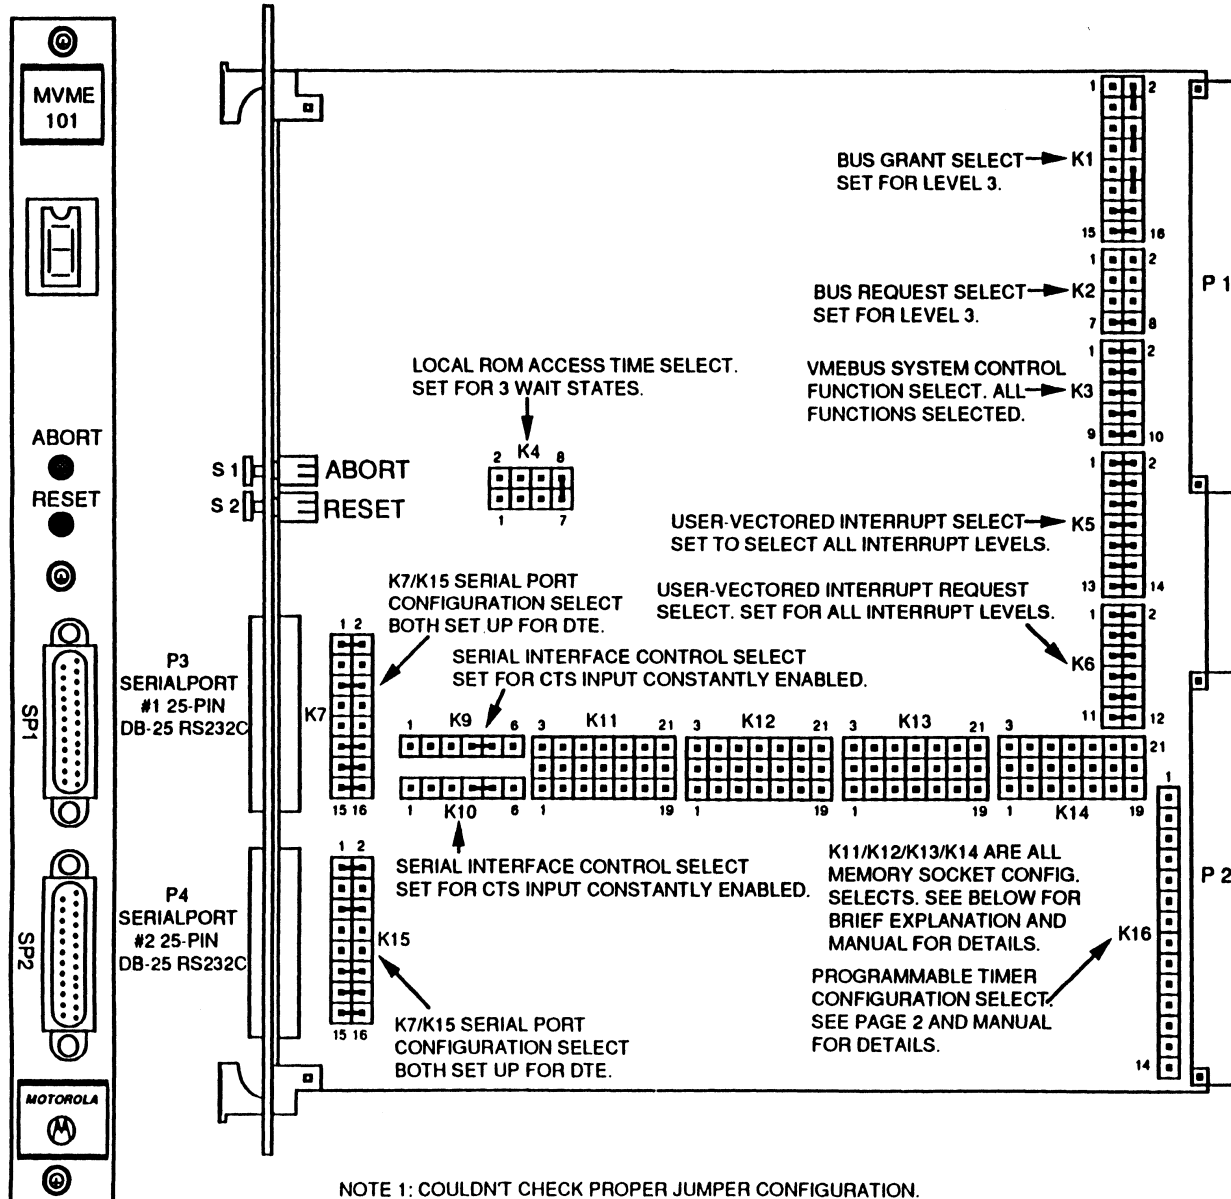 MVME
101
ABORT
RESET
SP1
SP2
MOTOROLA
P3
SERIALPORT
#1 25-PIN
DB-25 RS232C
P4
SERIALPORT
#2 25-PIN
DB-25 RS232C
S 1
ABORT
S 2
RESET
BUS GRANT SELECT
SET FOR LEVEL 3.
K1
1
2
15
16
BUS REQUEST SELECT
SET FOR LEVEL 3.
K2
1
2
7
8
P 1
VMEBUS SYSTEM CONTROL
FUNCTION SELECT. ALL
FUNCTIONS SELECTED.
K3
1
2
9
10
LOCAL ROM ACCESS TIME SELECT.
SET FOR 3 WAIT STATES.
K4
2
8
1
7
USER-VECTORED INTERRUPT SELECT
SET TO SELECT ALL INTERRUPT LEVELS.
K5
1
2
13
14
USER-VECTORED INTERRUPT REQUEST
SELECT. SET FOR ALL INTERRUPT LEVELS.
K6
1
2
11
12
K7/K15 SERIAL PORT
CONFIGURATION SELECT
BOTH SET UP FOR DTE.
K7
1 2
15 16
SERIAL INTERFACE CONTROL SELECT
SET FOR CTS INPUT CONSTANTLY ENABLED.
1
K9
6
3
K11
21
3
K12
21
3
K13
21
3
21
1
K10
6
1
19
1
19
1
19
1
K14
19
SERIAL INTERFACE CONTROL SELECT
SET FOR CTS INPUT CONSTANTLY ENABLED.
K11/K12/K13/K14 ARE ALL
MEMORY SOCKET CONFIG.
SELECTS. SEE BELOW FOR
BRIEF EXPLANATION AND
MANUAL FOR DETAILS.
1
K16
14
P 2
PROGRAMMABLE TIMER
CONFIGURATION SELECT.
SEE PAGE 2 AND MANUAL
FOR DETAILS.
1 2
K15
15 16
K7/K15 SERIAL PORT
CONFIGURATION SELECT
BOTH SET UP FOR DTE.
NOTE 1: COULDN'T CHECK PROPER JUMPER CONFIGURATION.